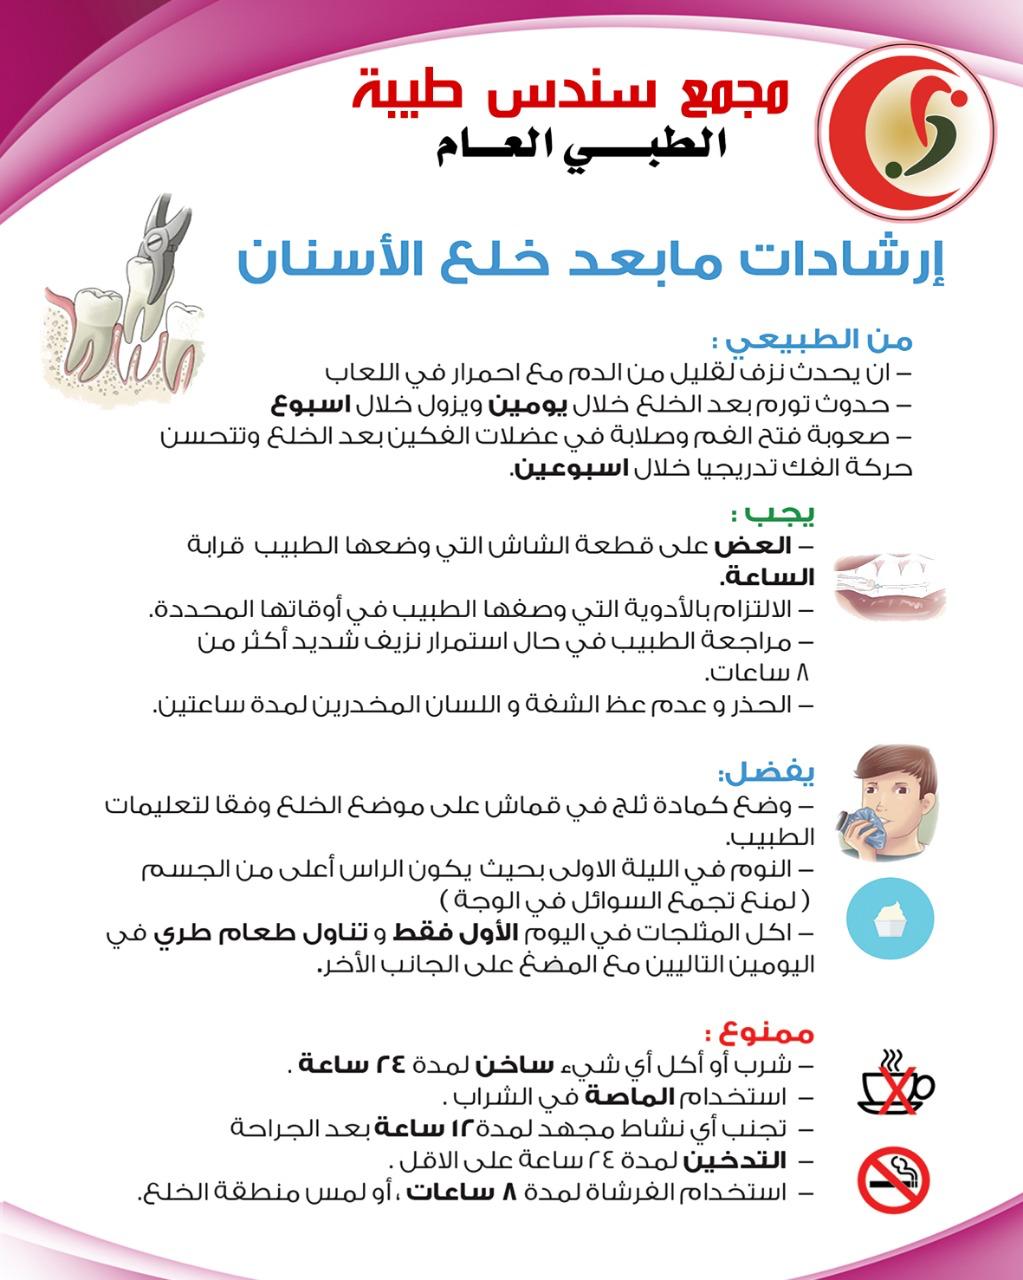 مجمع سندس طيبة
الطبـــي العـــام
إرشادات مابعد خلع الأسنان
من الطبيعي :
- ان يحدث نزف لقليل من الدم مع احمرار في اللعاب
- حدوث تورم بعد الخلع خلال يومين ويزول خلال اسبوع
- صعوبة فتح الفم وصلابة في عضلات الفكين بعد الخلع وتتحسن
حركة الفك تدريجيا خلال اسبوعين.
يجب :
- العض على قطعة الشاش التي وضعها الطبيب قرابة
الساعة.
- الالتزام بالأدوية التي وصفها الطبيب في أوقاتها المحددة.
- مراجعة الطبيب في حال استمرار نزيف شديد أكثر من
٨ ساعات.
- الحذر و عدم عظ الشفة و اللسان المخدرين لمدة ساعتين.
يفضل:
- وضع كمادة ثلج في قماش على موضع الخلع وفقا لتعليمات
الطبيب.
- النوم في الليلة الاولى بحيث يكون الراس أعلى من الجسم
( لمنع تجمع السوائل في الوجة )
- اكل المثلجات في اليوم الأول فقط و تناول طعام طري في
اليومين التاليين مع المضغ على الجانب الأخر.
ممنوع :
- شرب أو أكل أي شيء ساخن لمدة ٢٤ ساعة .
- استخدام الماصة في الشراب .
- تجنب أي نشاط مجهد لمدة ١٢ ساعة بعد الجراحة
- التدخين لمدة ٢٤ ساعة على الاقل .
- استخدام الفرشاة لمدة ٨ ساعات ، أو لمس منطقة الخلع.